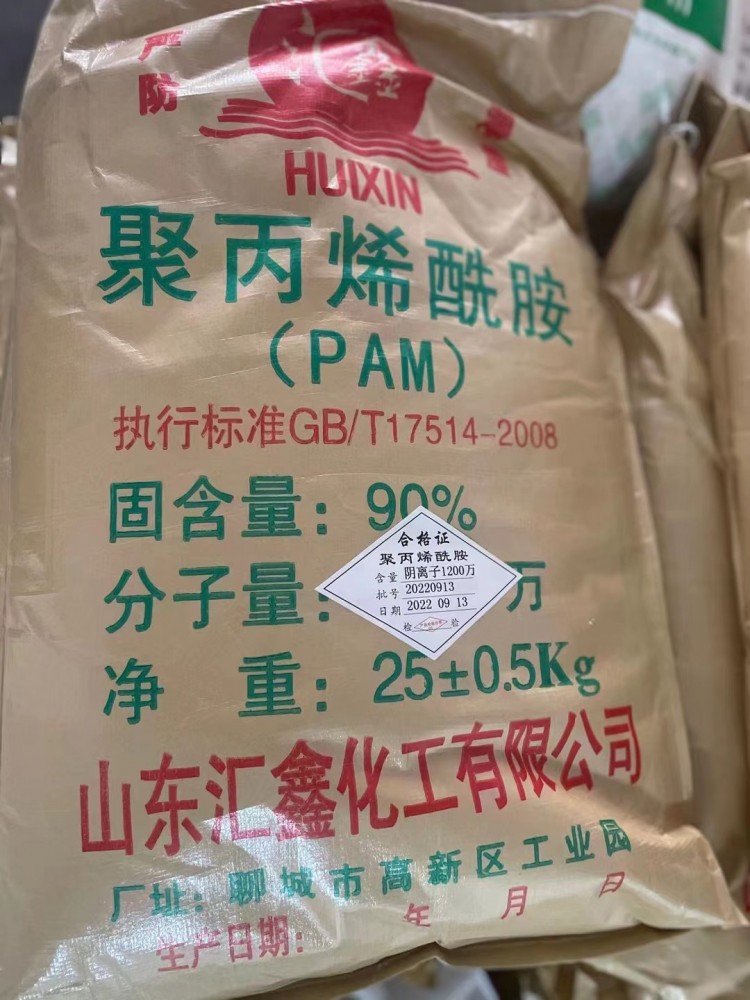 严防
汇鑫
HUIXIN
聚丙烯酰胺
(PAM)
执行标准GB/T17514-2008
固含量：90%
分子量：
万
合格证
聚丙烯酰胺
含量 阴离子1200万
批号 20220913
日期 2022 09 13
检 验
净 重：25±0.5Kg
山东汇鑫化工有限公司
厂址：聊城市高新区工业园
生产日期： 年 月 日